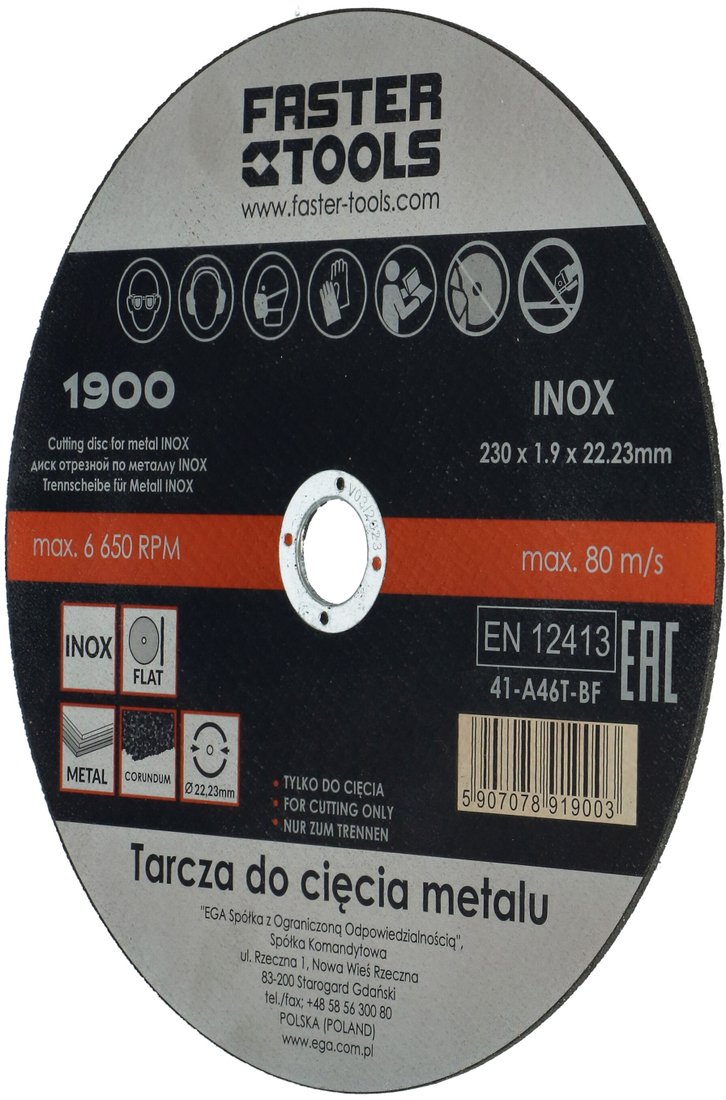 FASTER
TOOLS
www.faster-tools.com
1900
INOX
Cutting disc for metal INOX
диск отрезной по металлу INOX
Trennscheibe für Metall INOX
230 x 1.9 x 22.23mm
V03/2023
max. 6 650 RPM
max. 80 m/s
INOX
FLAT
EN 12413
EAC
41-A46T-BF
METAL
CORUNDUM
Ø 22,23mm
• TYLKO DO CIĘCIA
• FOR CUTTING ONLY
• NUR ZUM TRENNEN
5 907078 919003
Tarcza do cięcia metalu
"EGA Spółka z Ograniczoną Odpowiedzialnością",
Spółka Komandytowa
ul. Rzeczna 1, Nowa Wieś Rzeczna
83-200 Starogard Gdański
tel./fax; +48 58 56 300 80
POLSKA (POLAND)
www.ega.com.pl